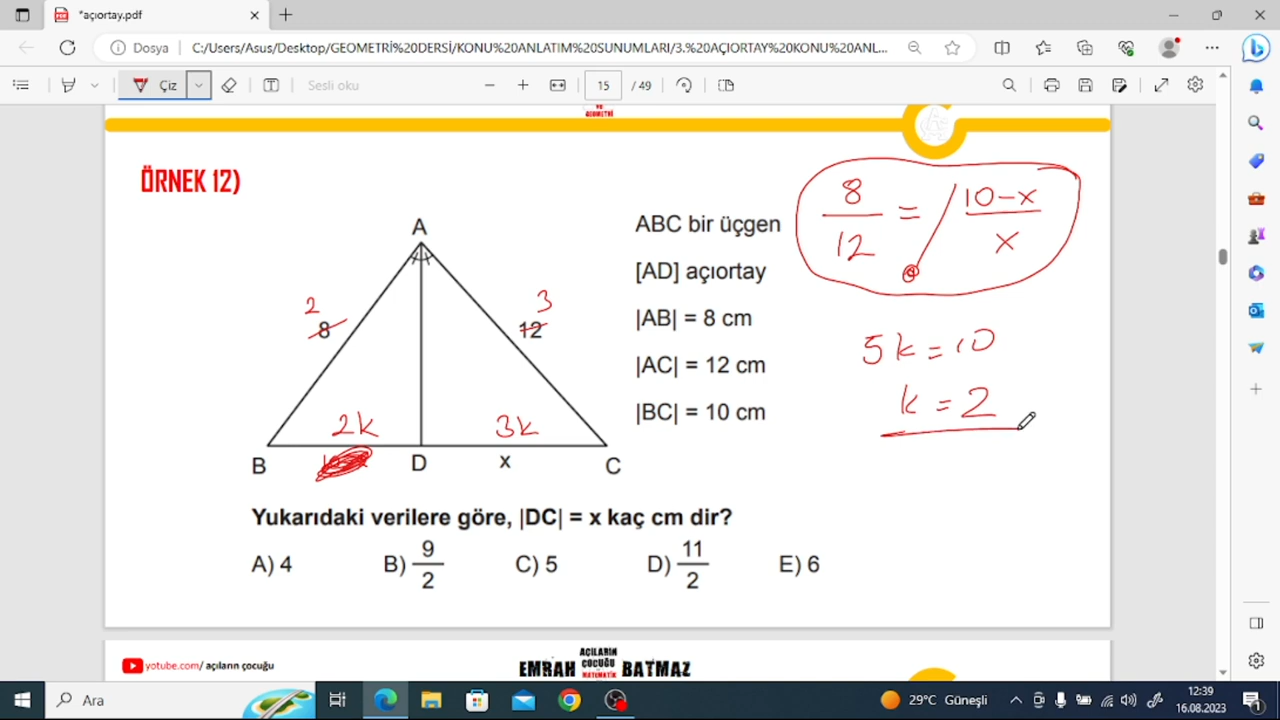 *açıortay.pdf
Dosya
C:/Users/Asus/Desktop/GEOMETRİ%20DERSİ/KONU%20ANLATIM%20SUNUMLARI/3.%20AÇIORTAY%20KONU%20ANL...
Çiz
Sesli oku
15
/ 49
GEOMETRİ
ÖRNEK 12)
A
2
8
3
12
2k
3k
B
D
x
C
ABC bir üçgen
[AD] açıortay
|AB| = 8 cm
|AC| = 12 cm
|BC| = 10 cm
8/12 = 10-x/x
5k=10
k=2
Yukarıdaki verilere göre, |DC| = x kaç cm dir?
A) 4 B) 9/2 C) 5 D) 11/2 E) 6
yotube.com/ açıların çocuğu
EMRAH AÇILARIN ÇOCUĞU MATEMATİK BATMAZ
Ara
29°C Güneşli
12:39
16.08.2023
1